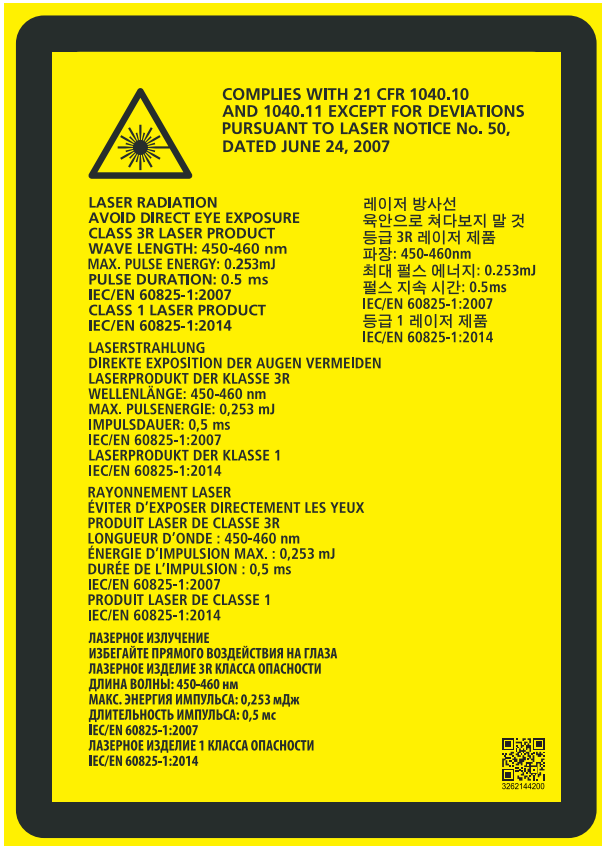 COMPLIES WITH 21 CFR 1040.10
AND 1040.11 EXCEPT FOR DEVIATIONS
PURSUANT TO LASER NOTICE No. 50,
DATED JUNE 24, 2007
LASER RADIATION
AVOID DIRECT EYE EXPOSURE
CLASS 3R LASER PRODUCT
WAVE LENGTH: 450-460 nm
MAX. PULSE ENERGY: 0.253mJ
PULSE DURATION: 0.5 ms
IEC/EN 60825-1:2007
CLASS 1 LASER PRODUCT
IEC/EN 60825-1:2014
레이저 방사선
육안으로 쳐다보지 말 것
등급 3R 레이저 제품
파장: 450-460nm
최대 펄스 에너지: 0.253mJ
펄스 지속 시간: 0.5ms
IEC/EN 60825-1:2007
등급 1 레이저 제품
IEC/EN 60825-1:2014
LASERSTRAHLUNG
DIREKTE EXPOSITION DER AUGEN VERMEIDEN
LASERPRODUKT DER KLASSE 3R
WELLENLÄNGE: 450-460 nm
MAX. PULSENERGIE: 0,253 mJ
IMPULSDAUER: 0,5 ms
IEC/EN 60825-1:2007
LASERPRODUKT DER KLASSE 1
IEC/EN 60825-1:2014
RAYONNEMENT LASER
ÉVITER D'EXPOSER DIRECTEMENT LES YEUX
PRODUIT LASER DE CLASSE 3R
LONGUEUR D'ONDE : 450-460 nm
ÉNERGIE D'IMPULSION MAX. : 0,253 mJ
DURÉE DE L'IMPULSION : 0,5 ms
IEC/EN 60825-1:2007
PRODUIT LASER DE CLASSE 1
IEC/EN 60825-1:2014
ЛАЗЕРНОЕ ИЗЛУЧЕНИЕ
ИЗБЕГАЙТЕ ПРЯМОГО ВОЗДЕЙСТВИЯ НА ГЛАЗА
ЛАЗЕРНОЕ ИЗДЕЛИЕ 3R КЛАССА ОПАСНОСТИ
ДЛИНА ВОЛНЫ: 450-460 нм
МАКС. ЭНЕРГИЯ ИМПУЛЬСА: 0,253 мДж
ДЛИТЕЛЬНОСТЬ ИМПУЛЬСА: 0,5 мс
IEC/EN 60825-1:2007
ЛАЗЕРНОЕ ИЗДЕЛИЕ 1 КЛАССА ОПАСНОСТИ
IEC/EN 60825-1:2014
3262144200